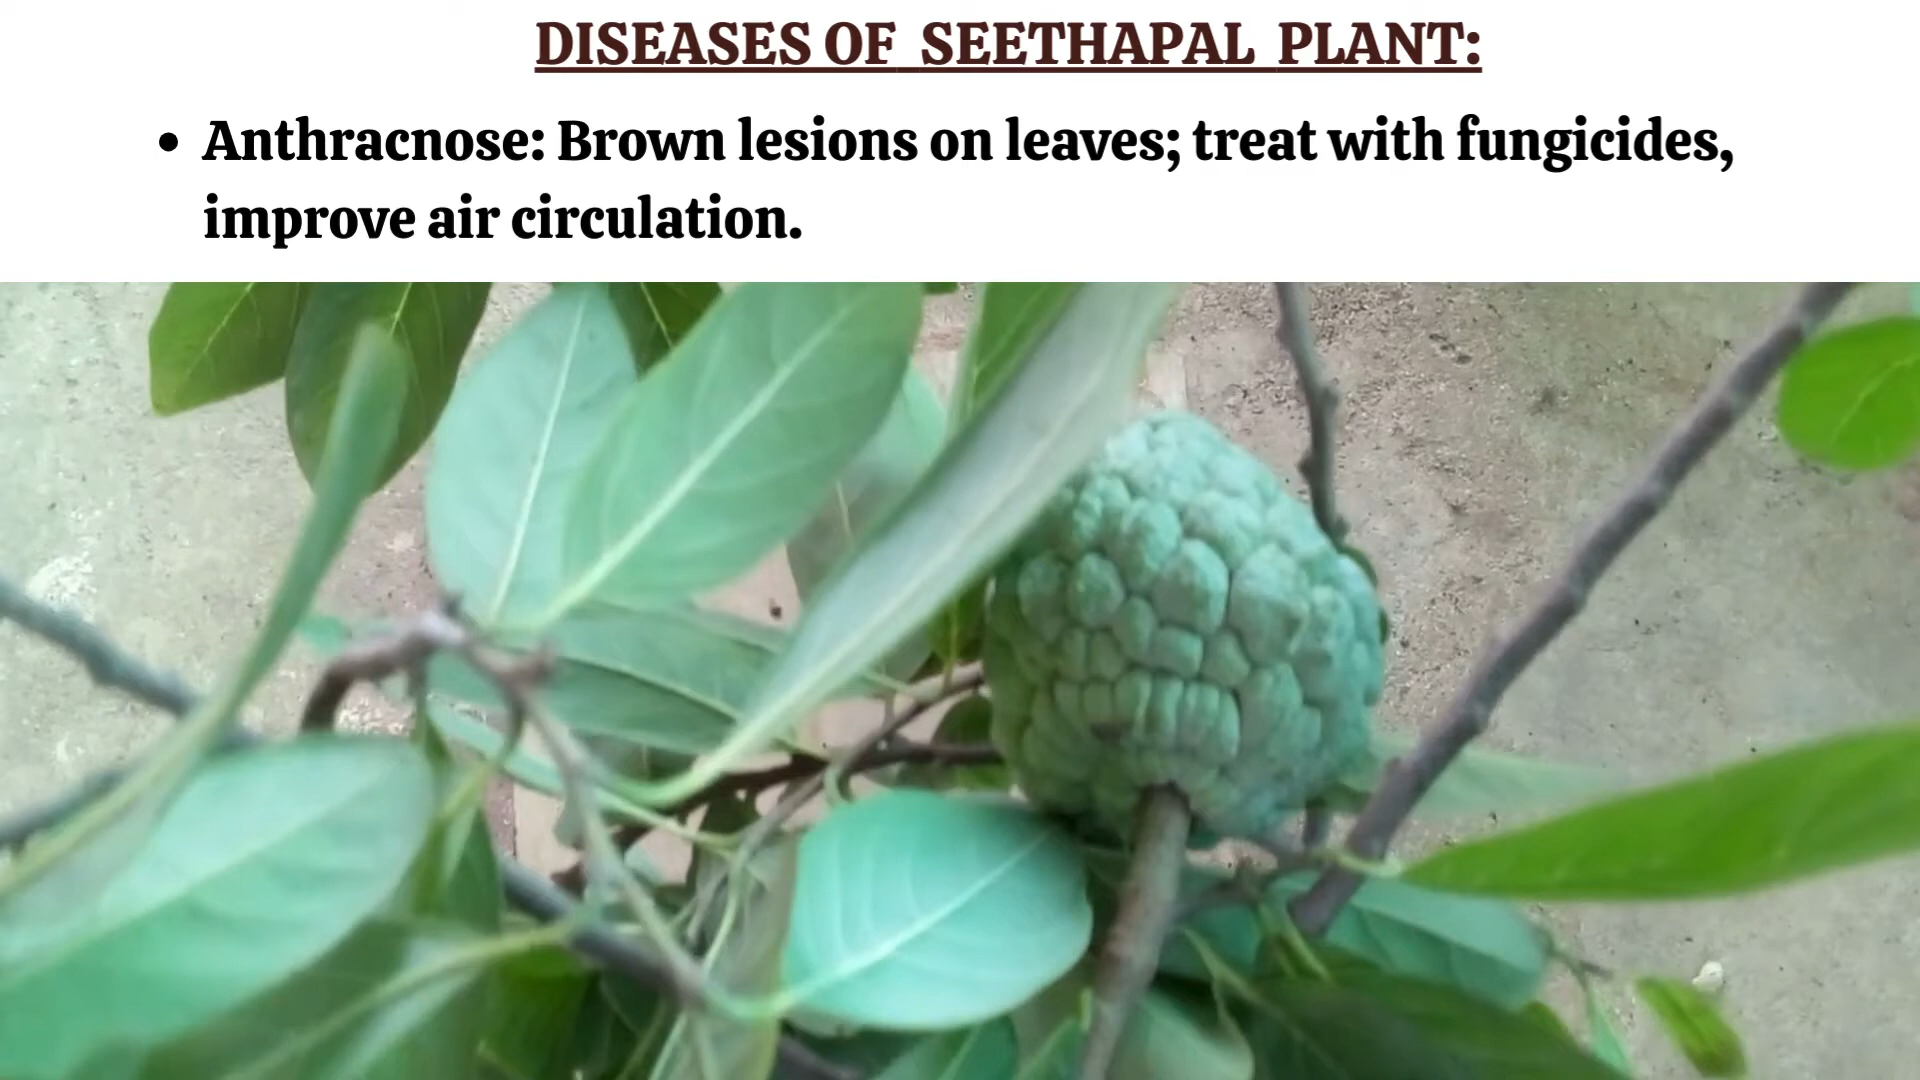 DISEASES OF SEETHAPAL PLANT:
• Anthracnose: Brown lesions on leaves; treat with fungicides,
improve air circulation.